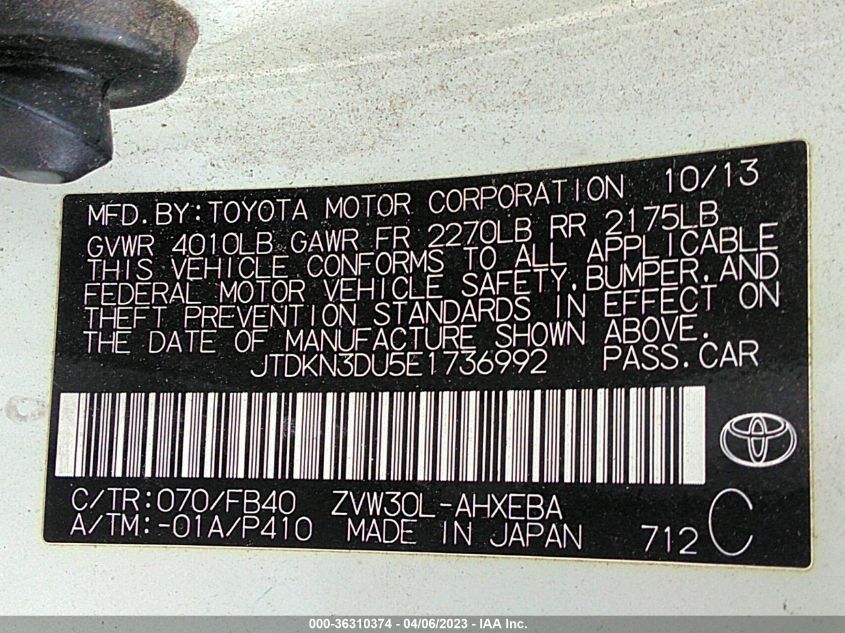 MFD.BY:TOYOTA MOTOR CORPORATION 10/13
GVWR 4010LB GAWR FR 2270LB RR 2175LB
THIS VEHICLE CONFORMS TO ALL APPLICABLE
FEDERAL MOTOR VEHICLE SAFETY,BUMPER,AND
THEFT PREVENTION STANDARDS IN EFFECT ON
THE DATE OF MANUFACTURE SHOWN ABOVE.
JTDKN3DU5E1736992 PASS.CAR
C/TR:070/FB40 ZVW30L-AHXEBA
A/TM:-01A/P410 MADE IN JAPAN 712 C
000-36310374 - 04/06/2023 - IAA Inc.